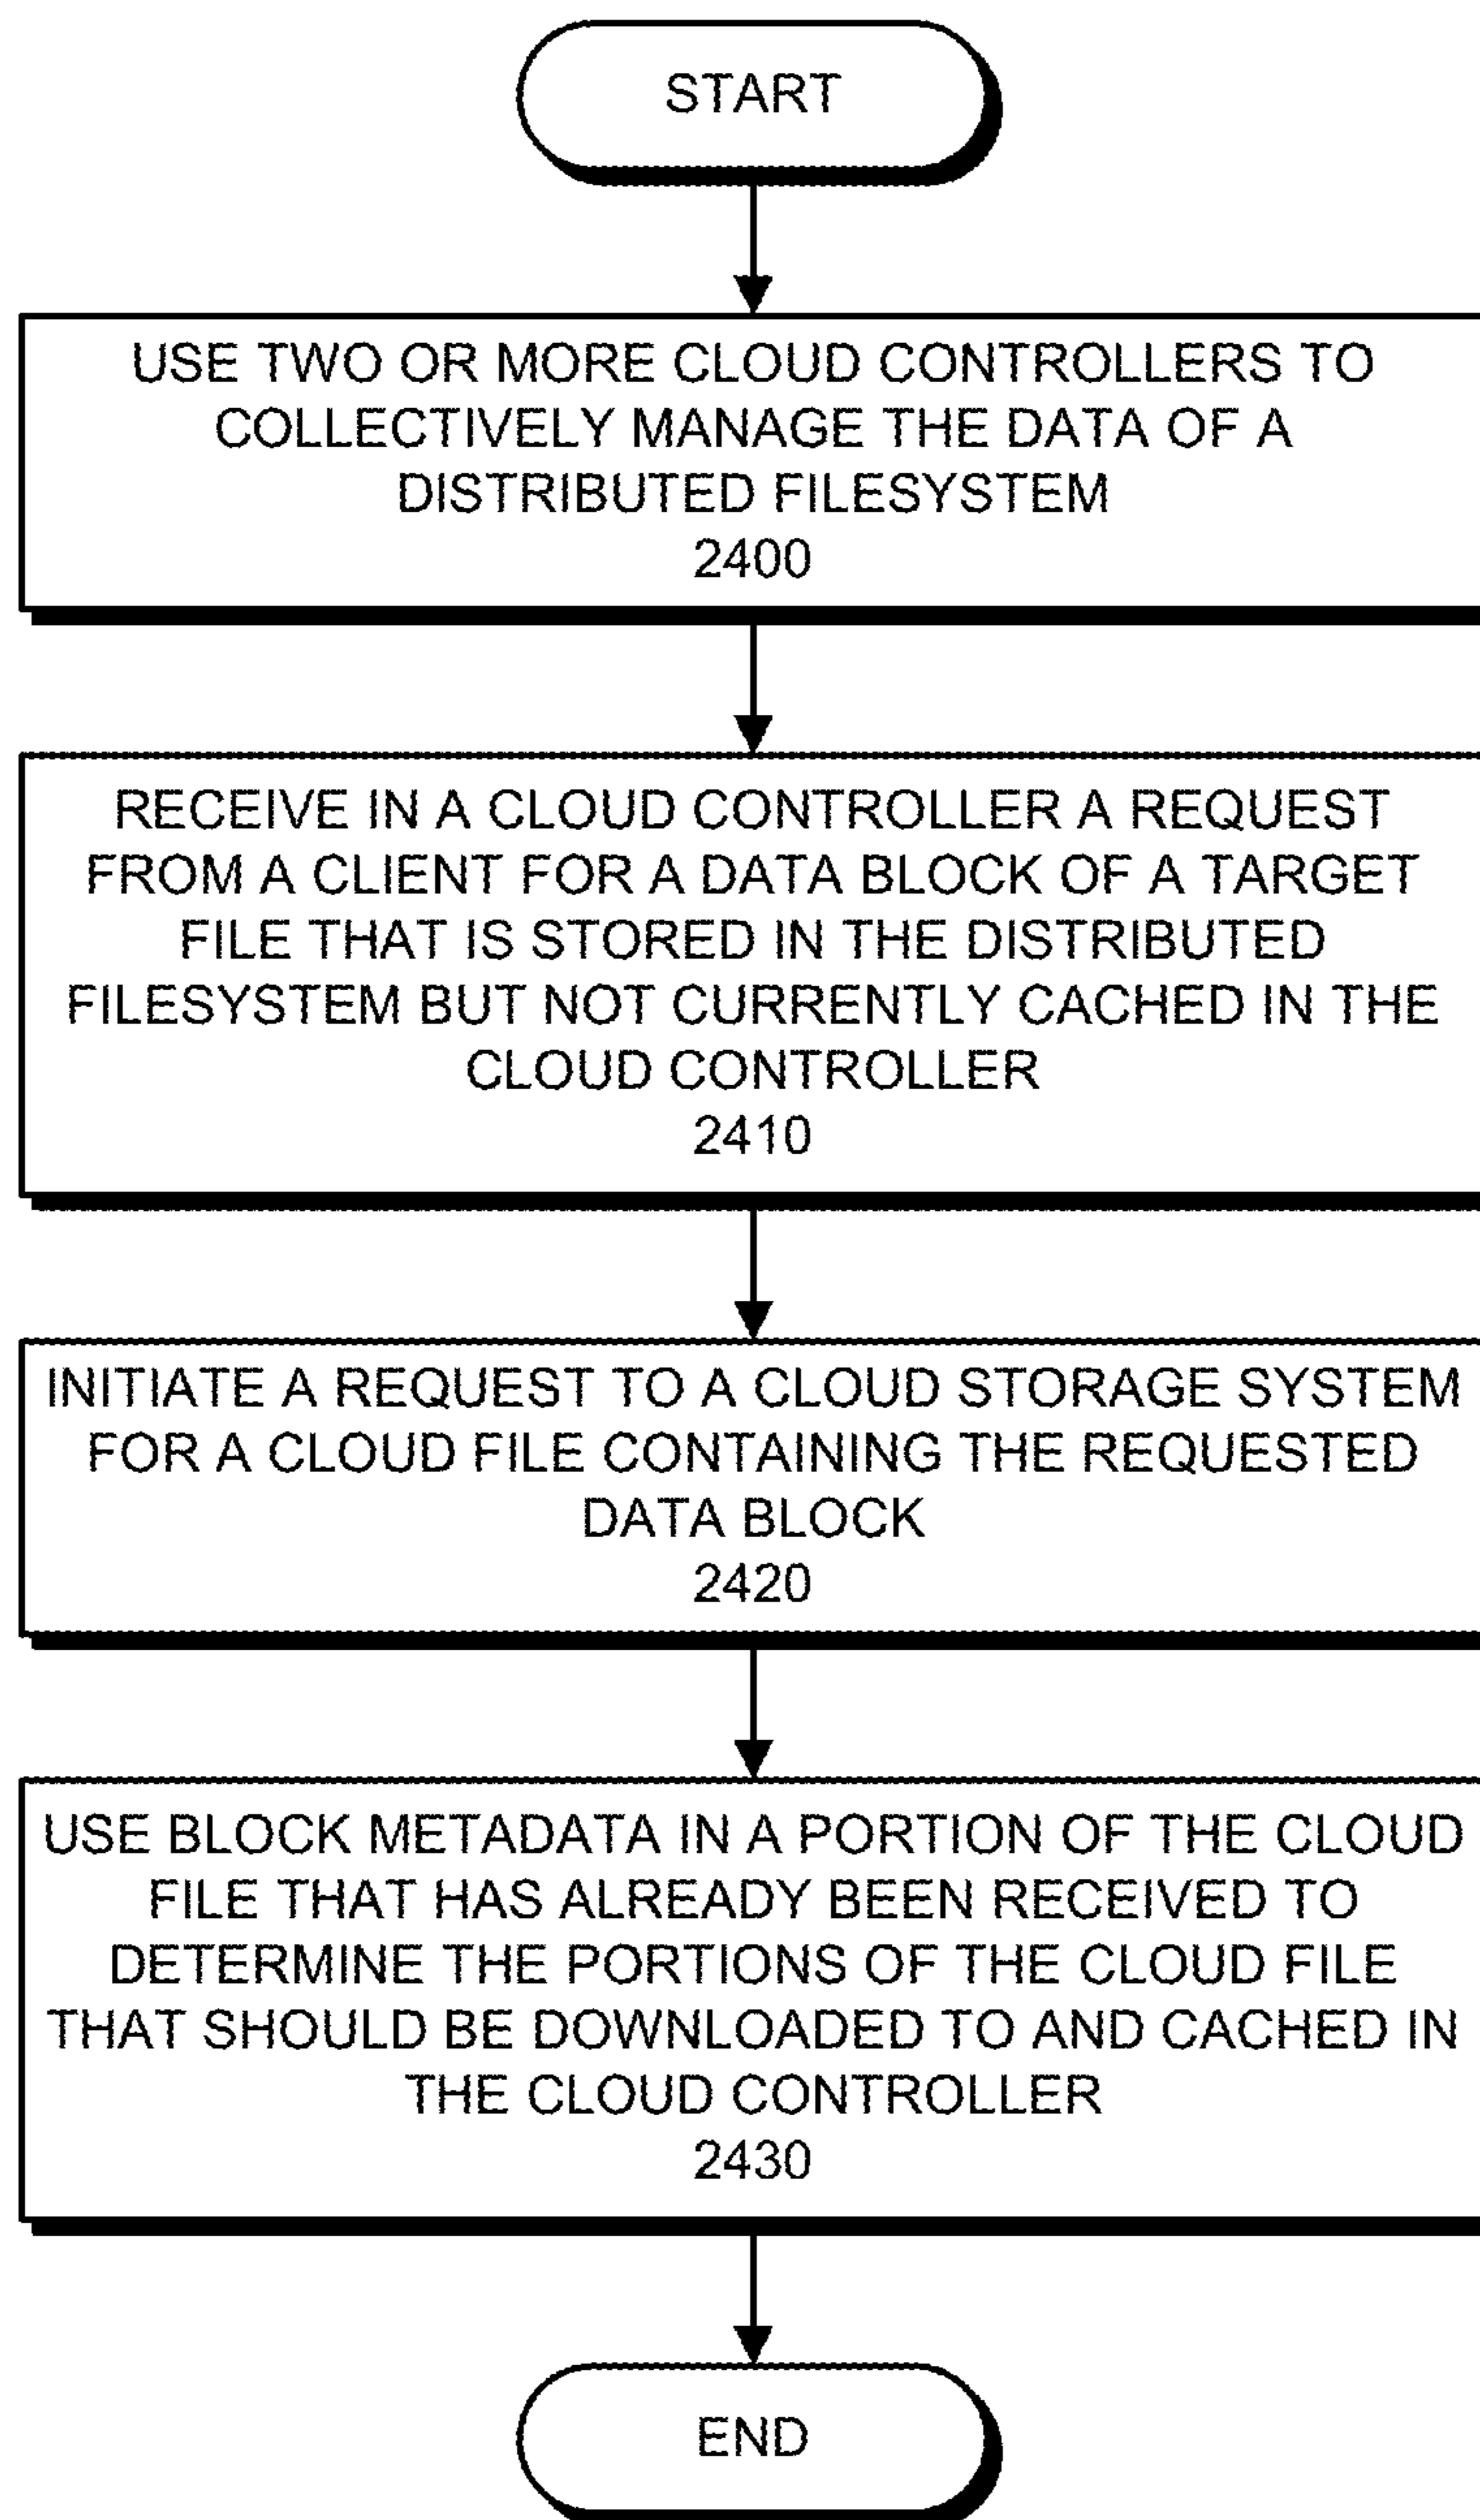 START
USE TWO OR MORE CLOUD CONTROLLERS TO
COLLECTIVELY MANAGE THE DATA OF A
DISTRIBUTED FILESYSTEM
2400
RECEIVE IN A CLOUD CONTROLLER A REQUEST
FROM A CLIENT FOR A DATA BLOCK OF A TARGET
FILE THAT IS STORED IN THE DISTRIBUTED
FILESYSTEM BUT NOT CURRENTLY CACHED IN THE
CLOUD CONTROLLER
2410
INITIATE A REQUEST TO A CLOUD STORAGE SYSTEM
FOR A CLOUD FILE CONTAINING THE REQUESTED
DATA BLOCK
2420
USE BLOCK METADATA IN A PORTION OF THE CLOUD
FILE THAT HAS ALREADY BEEN RECEIVED TO
DETERMINE THE PORTIONS OF THE CLOUD FILE
THAT SHOULD BE DOWNLOADED TO AND CACHED IN
THE CLOUD CONTROLLER
2430
END